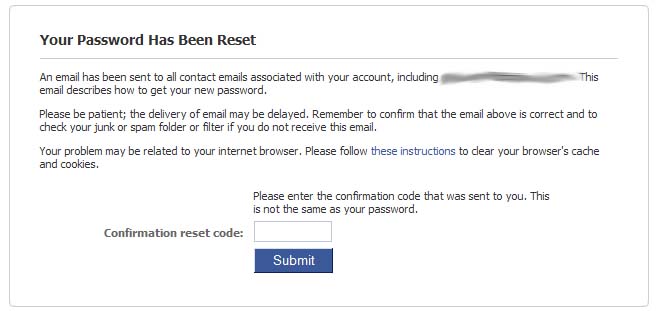 Your Password Has Been Reset
An email has been sent to all contact emails associated with your account, including This
email describes how to get your new password.
Please be patient; the delivery of email may be delayed. Remember to confirm that the email above is correct and to
check your junk or spam folder or filter if you do not receive this email.
Your problem may be related to your internet browser. Please follow these instructions to clear your browser's cache
and cookies.
Please enter the confirmation code that was sent to you. This
is not the same as your password.
Confirmation reset code:
Submit